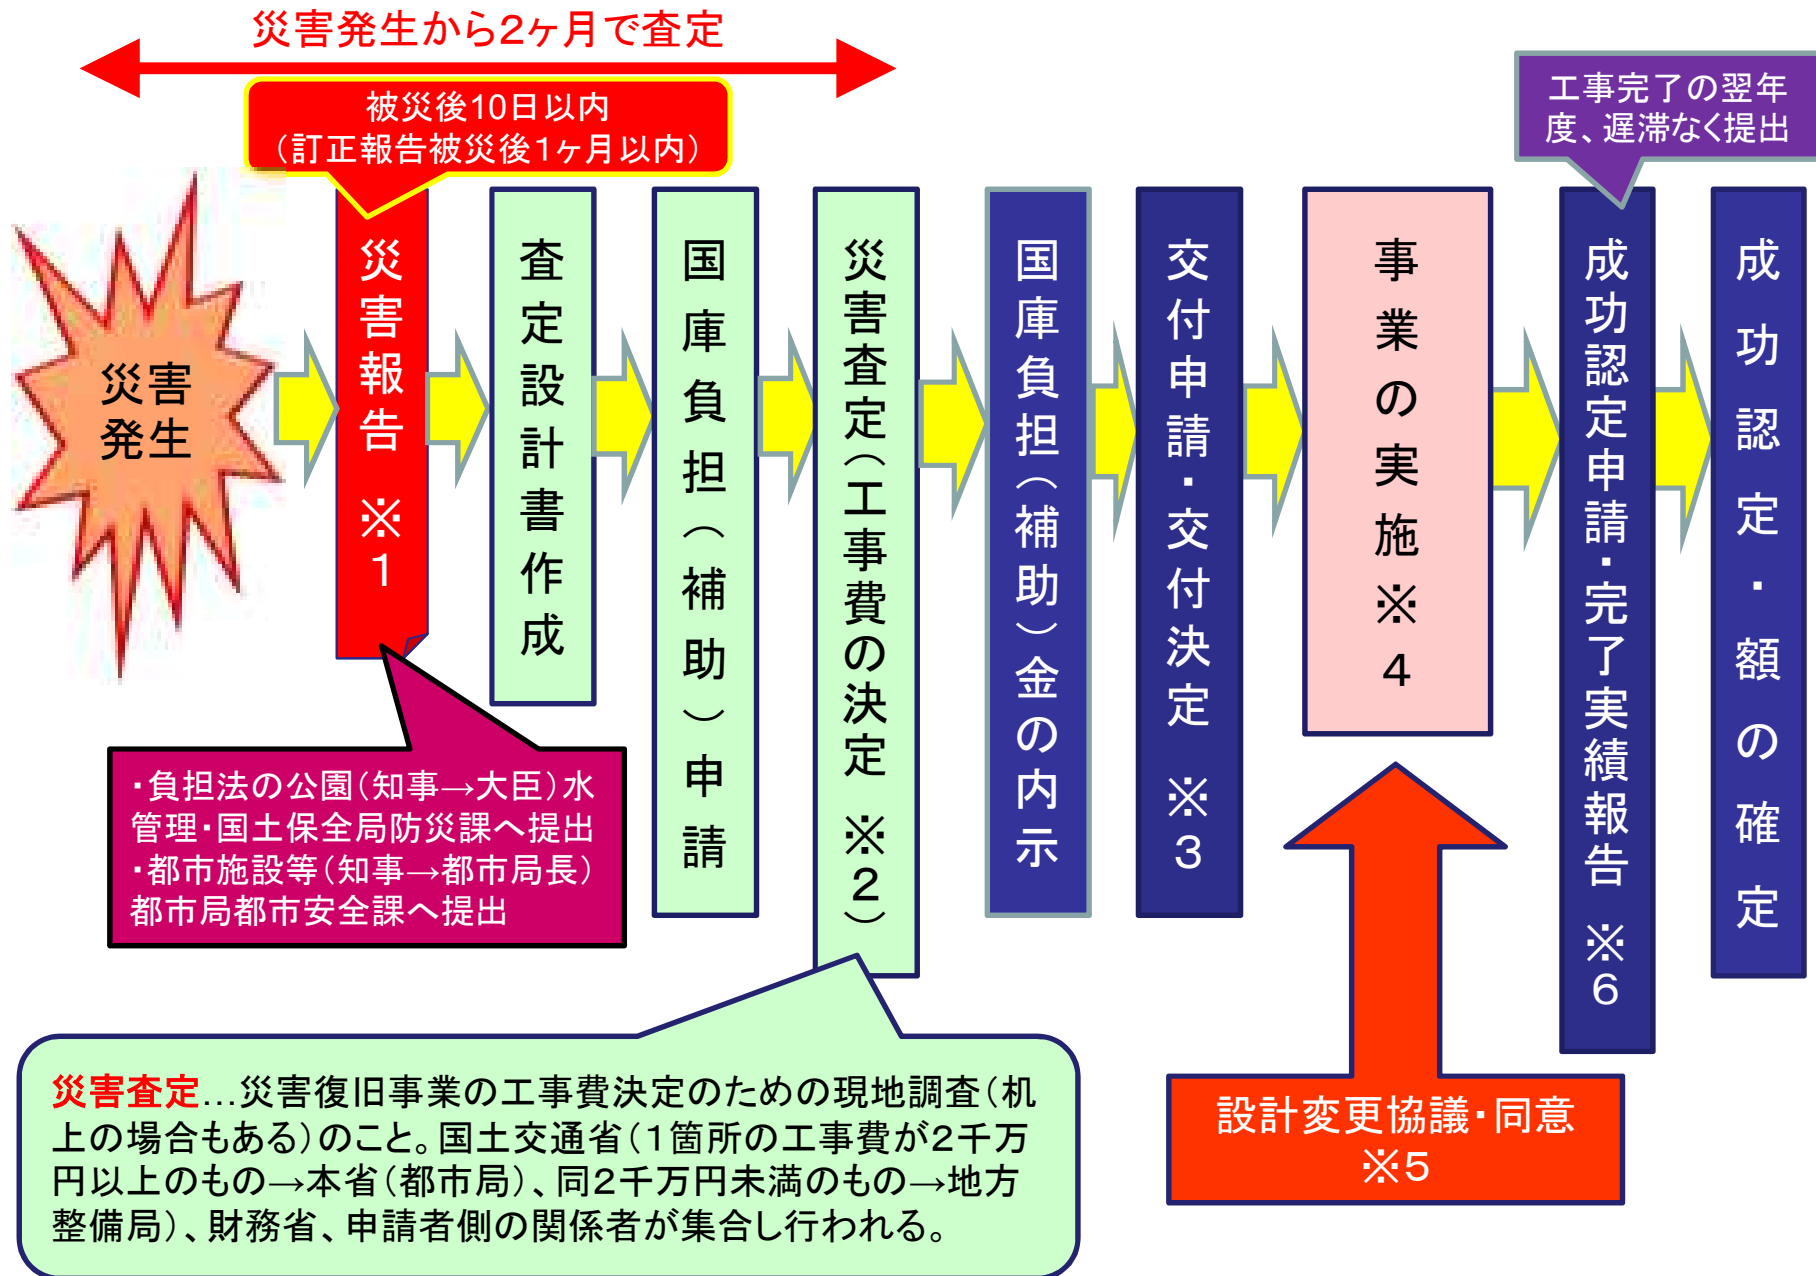 災害発生から2ヶ月で査定
被災後10日以内
(訂正報告被災後1ヶ月以内)
工事完了の翌年
度、遅滞なく提出
災害
発生
災害報告 ※1
査定設計書作成
国庫負担(補助)申請
災害査定(工事費の決定 ※2)
国庫負担(補助)金の内示
交付申請・交付決定 ※3
事業の実施※4
成功認定申請・完了実績報告 ※6
成功認定・額の確定
・負担法の公園(知事→大臣)水
管理・国土保全局防災課へ提出
・都市施設等(知事→都市局長)
都市局都市安全課へ提出
災害査定…災害復旧事業の工事費決定のための現地調査(机
上の場合もある)のこと。国土交通省(1箇所の工事費が2千万
円以上のもの→本省(都市局)、同2千万円未満のもの→地方
整備局)、財務省、申請者側の関係者が集合し行われる。
設計変更協議・同意
※5